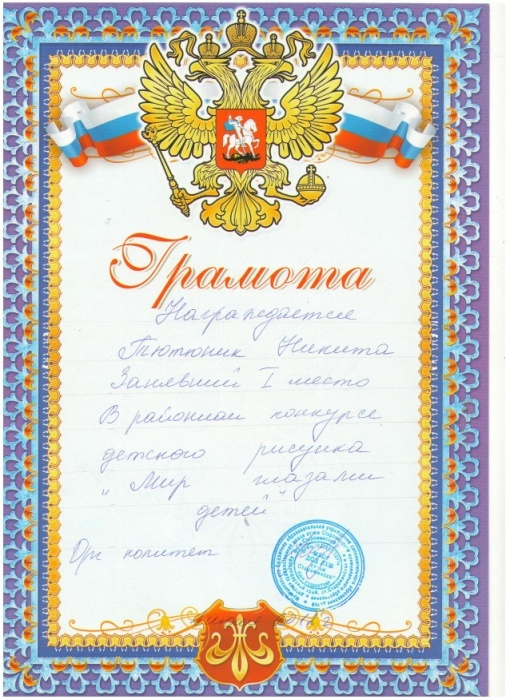 Грамота
Награждается
Тютюник Никита
Занявший I место
В районном конкурсе
детского рисунка
„Мир глазами
детей"
Орг комитет